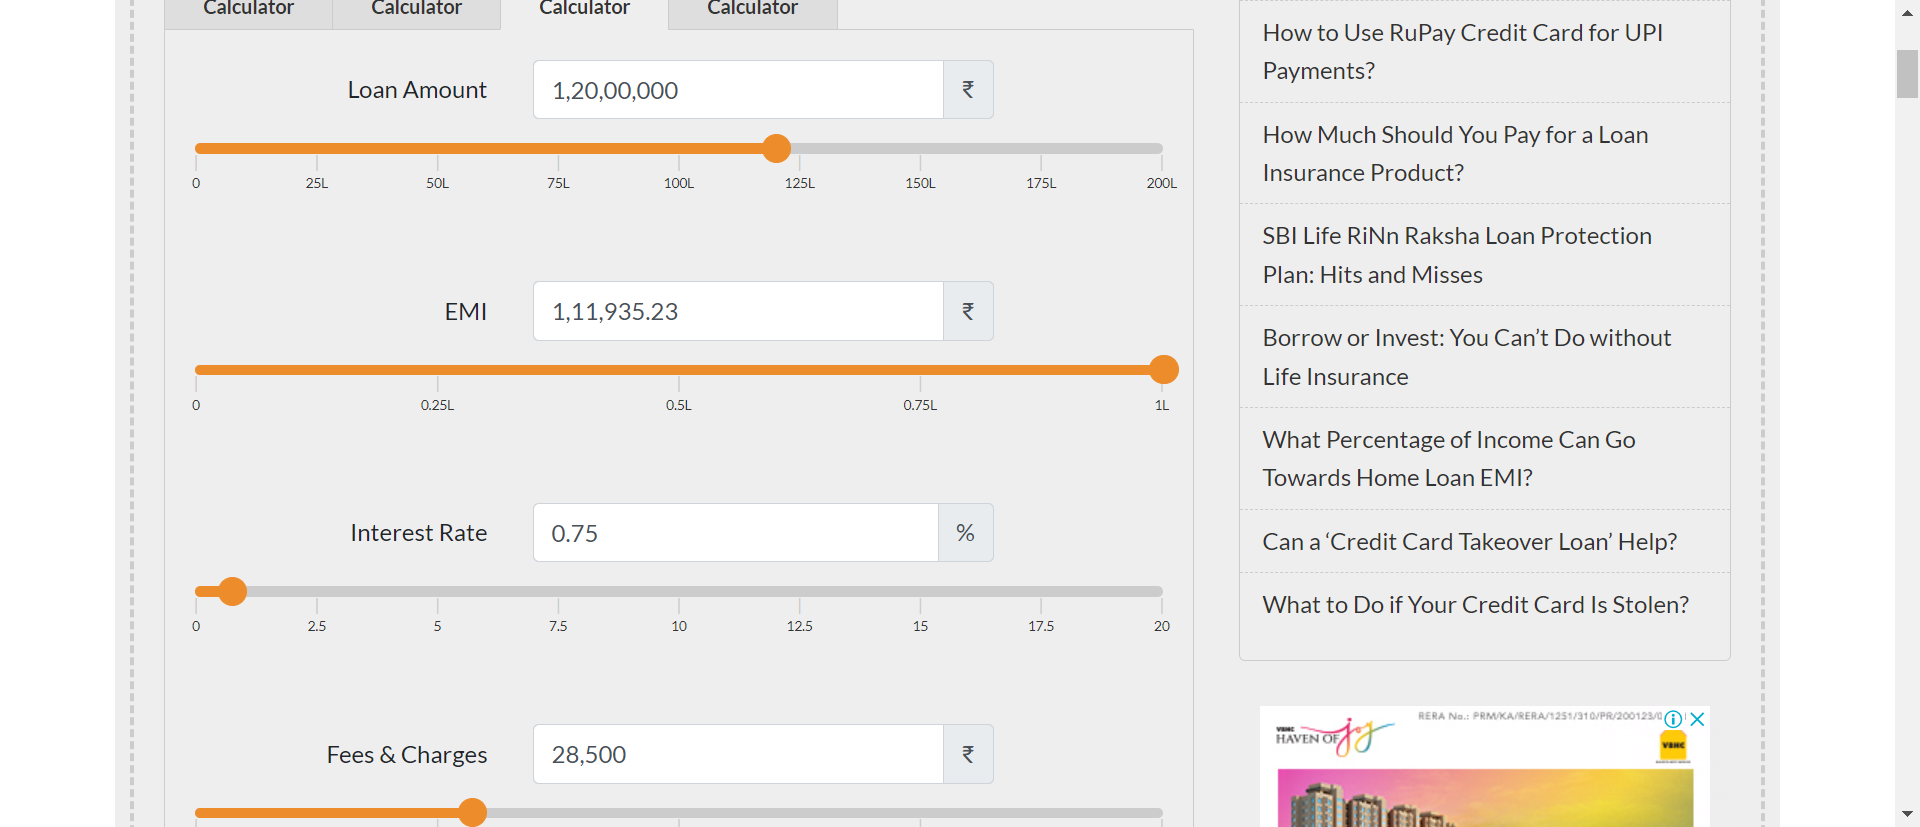 Calculator
Calculator
Calculator
Calculator
Loan Amount
1,20,00,000
₹
0
25L
50L
75L
100L
125L
150L
175L
200L
EMI
1,11,935.23
₹
0
0.25L
0.5L
0.75L
1L
Interest Rate
0.75
%
0
2.5
5
7.5
10
12.5
15
17.5
20
Fees & Charges
28,500
₹
How to Use RuPay Credit Card for UPI
Payments?
How Much Should You Pay for a Loan
Insurance Product?
SBI Life RiNn Raksha Loan Protection
Plan: Hits and Misses
Borrow or Invest: You Can’t Do without
Life Insurance
What Percentage of Income Can Go
Towards Home Loan EMI?
Can a ‘Credit Card Takeover Loan’ Help?
What to Do if Your Credit Card Is Stolen?
RERA No.: PRM/KA/RERA/1251/310/PR/200123/0
VBHC
HAVEN OF joy
VBHC